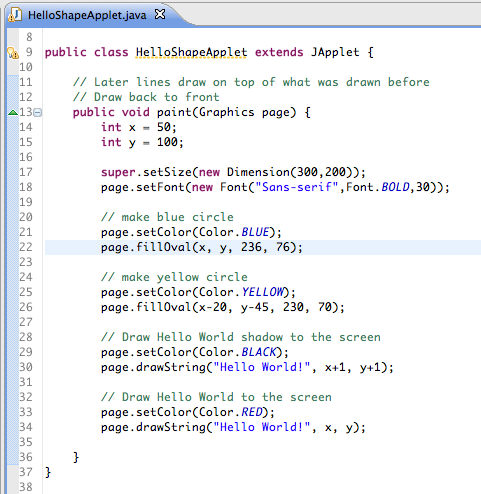 HelloShapeApplet.java
8
9 public class HelloShapeApplet extends JApplet {
10
11     // Later lines draw on top of what was drawn before
12     // Draw back to front
13     public void paint(Graphics page) {
14         int x = 50;
15         int y = 100;
16
17         super.setSize(new Dimension(300,200));
18         page.setFont(new Font("Sans-serif",Font.BOLD,30));
19
20         // make blue circle
21         page.setColor(Color.BLUE);
22         page.fillOval(x, y, 236, 76);
23
24         // make yellow circle
25         page.setColor(Color.YELLOW);
26         page.fillOval(x-20, y-45, 230, 70);
27
28         // Draw Hello World shadow to the screen
29         page.setColor(Color.BLACK);
30         page.drawString("Hello World!", x+1, y+1);
31
32         // Draw Hello World to the screen
33         page.setColor(Color.RED);
34         page.drawString("Hello World!", x, y);
35
36     }
37 }
38